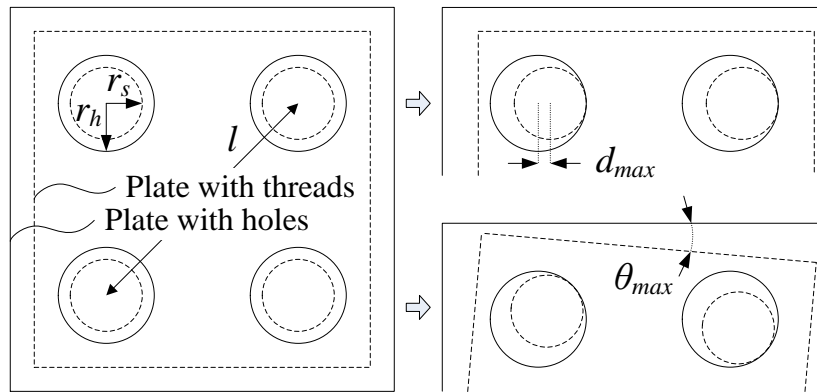 r_s
r_h
l
Plate with threads
Plate with holes
d_max
θ_max